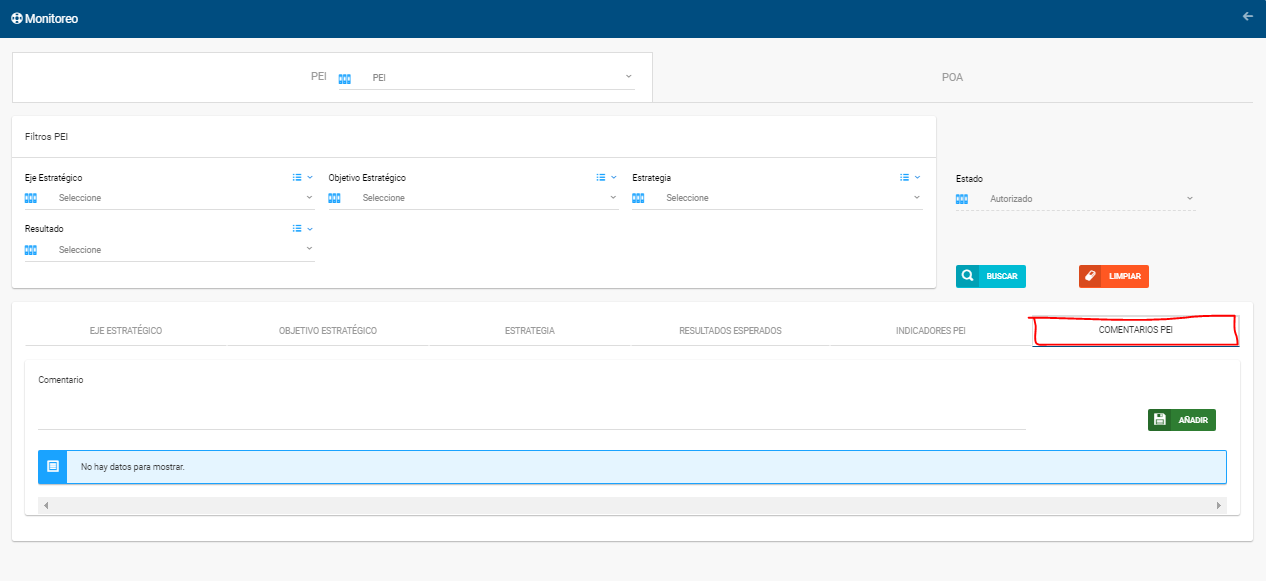 Monitoreo
PEI PEI POA
Filtros PEI
Eje Estratégico Objetivo Estratégico Estrategia Estado
Seleccione Seleccione Seleccione Autorizado
Resultado
Seleccione
BUSCAR LIMPIAR
EJE ESTRATÉGICO OBJETIVO ESTRATÉGICO ESTRATEGIA RESULTADOS ESPERADOS INDICADORES PEI COMENTARIOS PEI
Comentario
AÑADIR
No hay datos para mostrar.